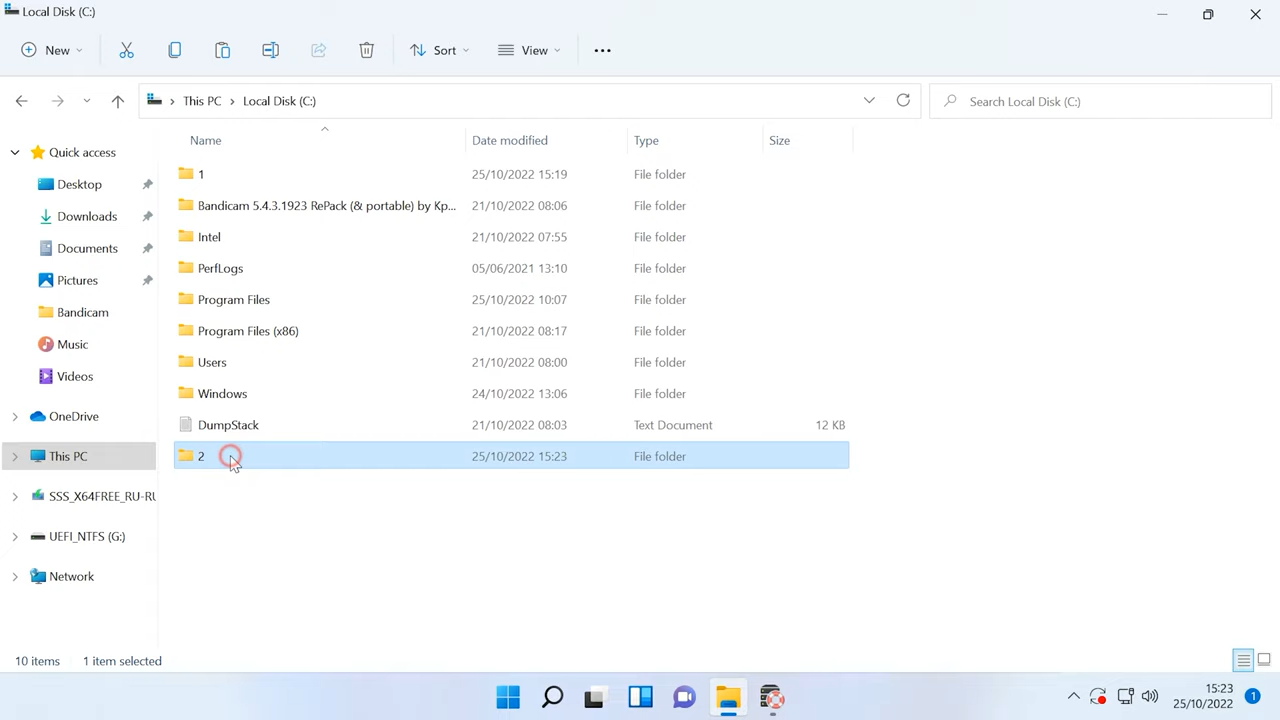 Local Disk (C:)
New
Sort
View
This PC > Local Disk (C:)
Search Local Disk (C:)
Name
Date modified
Type
Size
Quick access
Desktop
Downloads
Documents
Pictures
Bandicam
Music
Videos
OneDrive
This PC
SSS_X64FREE_RU-RU
UEFI_NTFS (G:)
Network
1 25/10/2022 15:19 File folder
Bandicam 5.4.3.1923 RePack (& portable) by Kp... 21/10/2022 08:06 File folder
Intel 21/10/2022 07:55 File folder
PerfLogs 05/06/2021 13:10 File folder
Program Files 25/10/2022 10:07 File folder
Program Files (x86) 21/10/2022 08:17 File folder
Users 21/10/2022 08:00 File folder
Windows 24/10/2022 13:06 File folder
DumpStack 21/10/2022 08:03 Text Document 12 KB
2 25/10/2022 15:23 File folder
10 items
1 item selected
15:23
25/10/2022
1